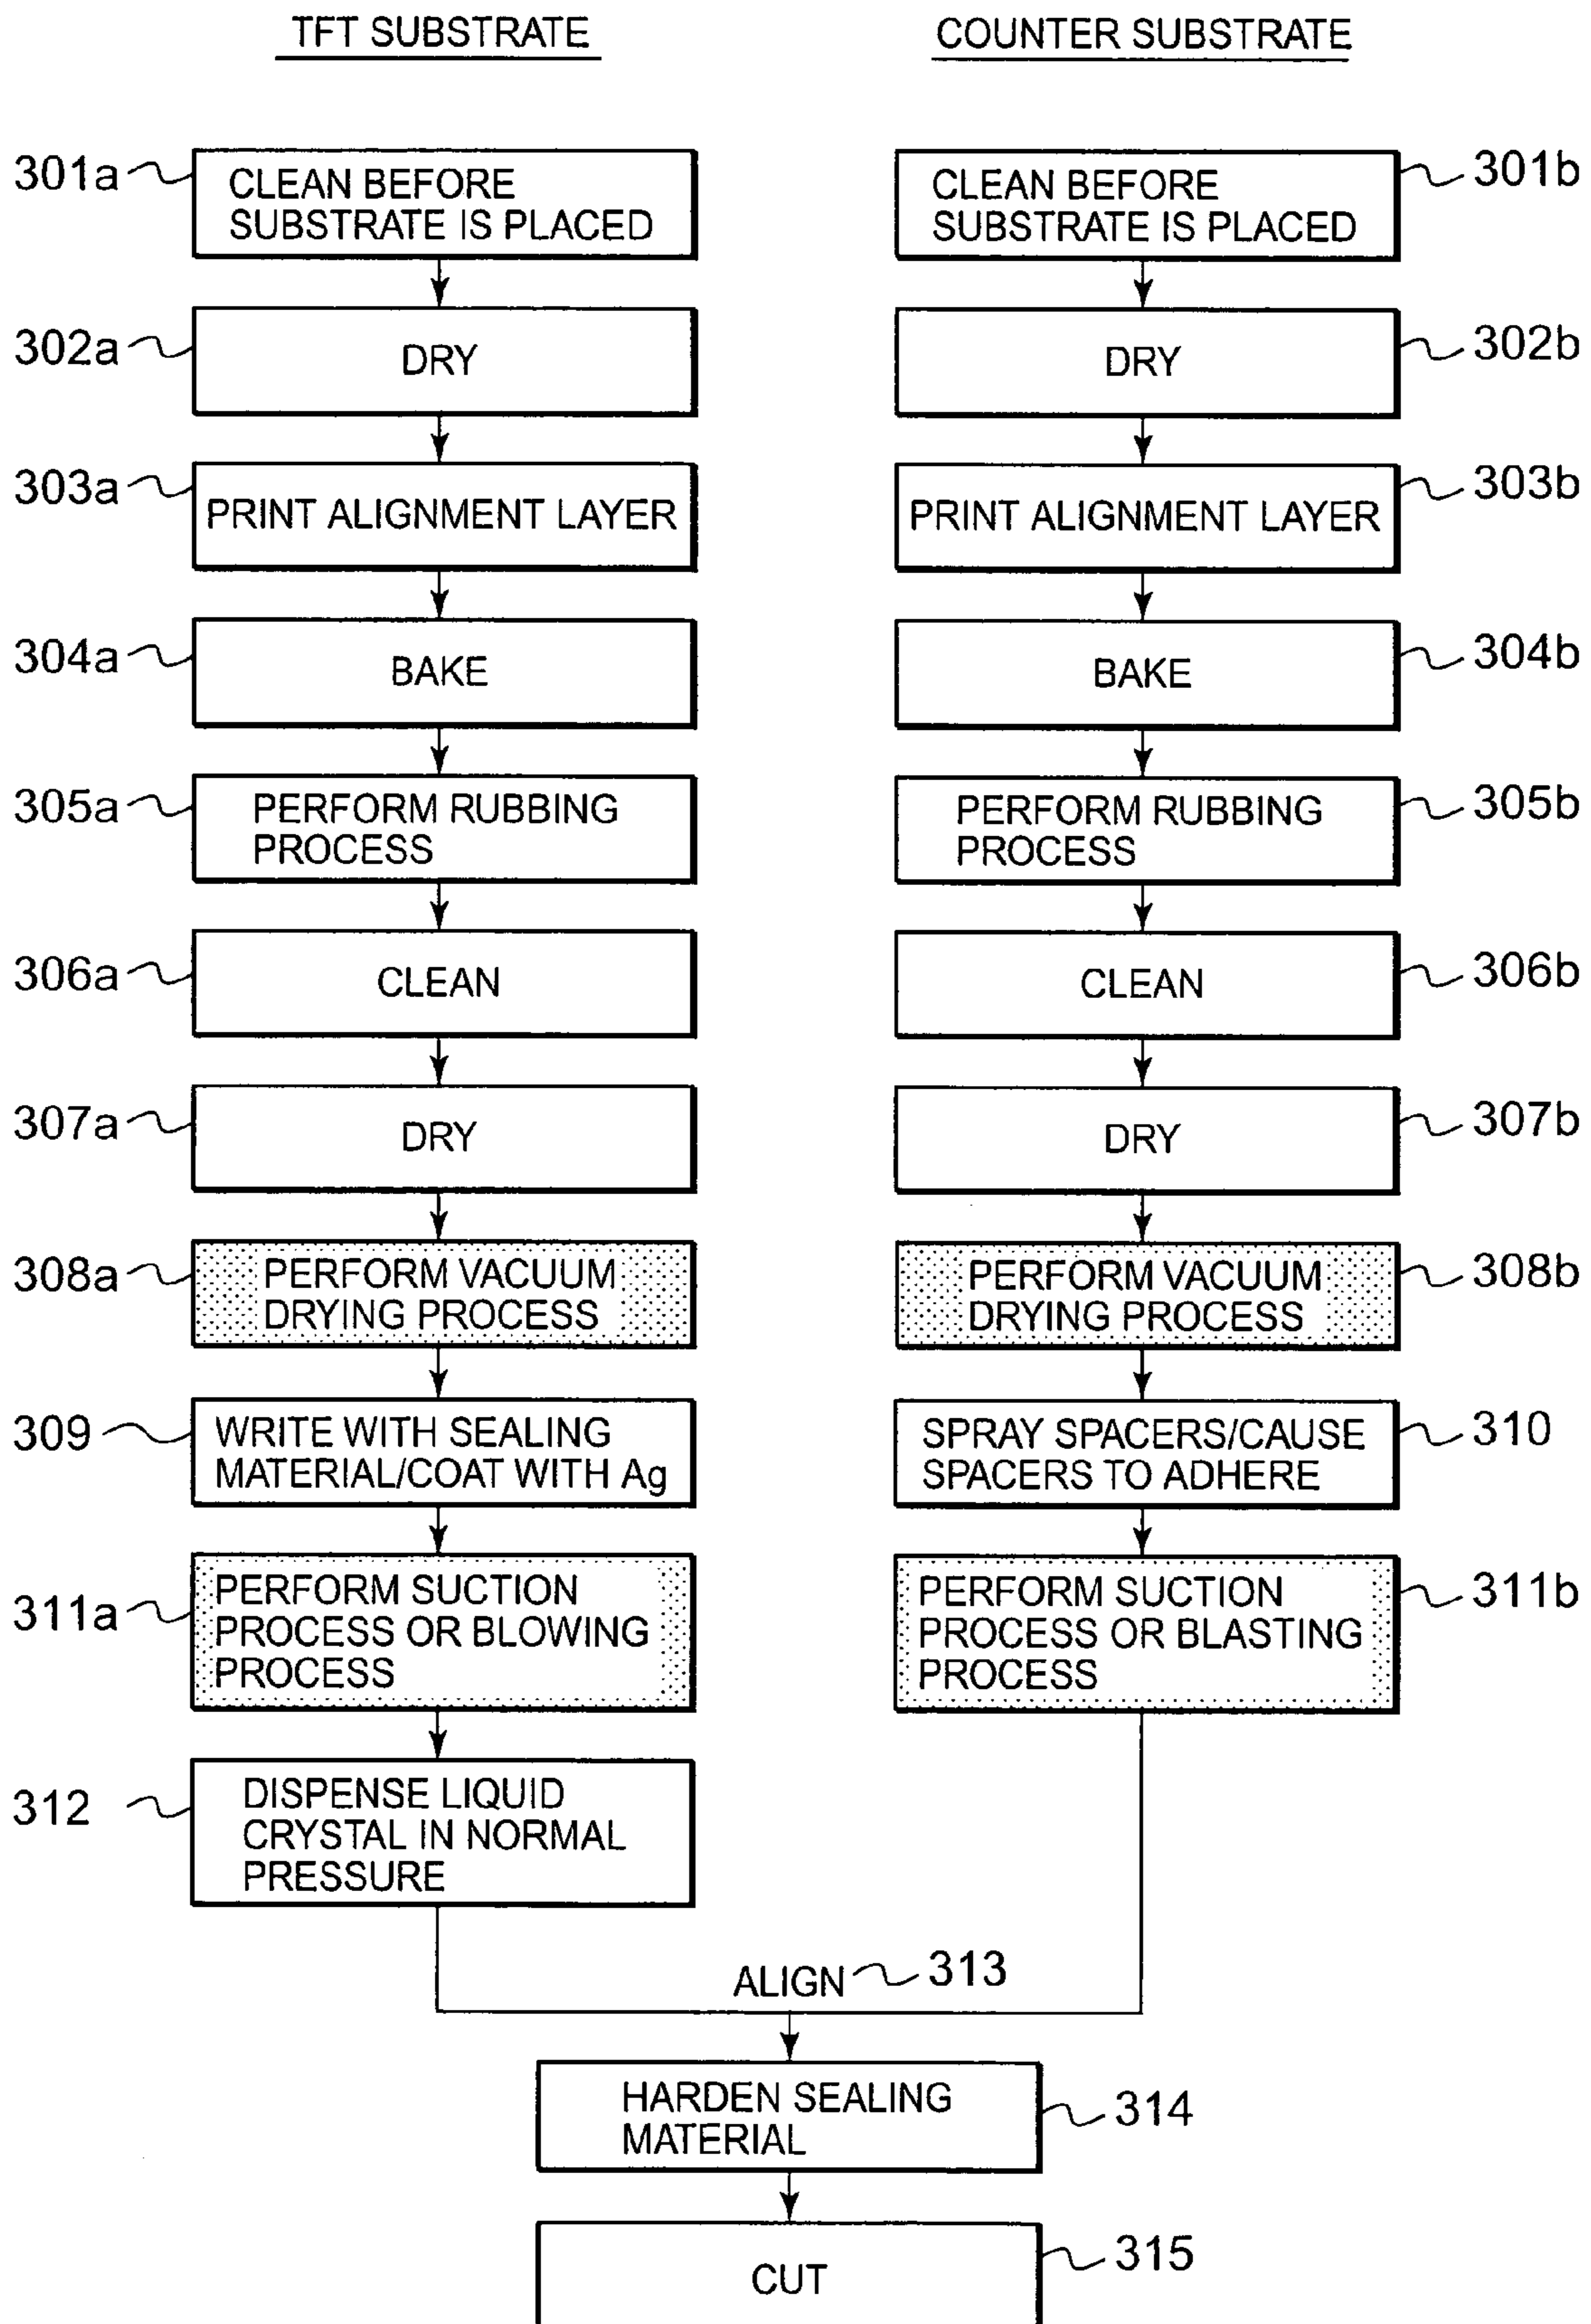 TFT SUBSTRATE
COUNTER SUBSTRATE
301a
CLEAN BEFORE
SUBSTRATE IS PLACED
CLEAN BEFORE
SUBSTRATE IS PLACED
301b
302a
DRY
DRY
302b
303a
PRINT ALIGNMENT LAYER
PRINT ALIGNMENT LAYER
303b
304a
BAKE
BAKE
304b
305a
PERFORM RUBBING
PROCESS
PERFORM RUBBING
PROCESS
305b
306a
CLEAN
CLEAN
306b
307a
DRY
DRY
307b
308a
PERFORM VACUUM
DRYING PROCESS
PERFORM VACUUM
DRYING PROCESS
308b
309
WRITE WITH SEALING
MATERIAL/COAT WITH Ag
SPRAY SPACERS/CAUSE
SPACERS TO ADHERE
310
311a
PERFORM SUCTION
PROCESS OR BLOWING
PROCESS
PERFORM SUCTION
PROCESS OR BLASTING
PROCESS
311b
312
DISPENSE LIQUID
CRYSTAL IN NORMAL
PRESSURE
ALIGN
313
HARDEN SEALING
MATERIAL
314
CUT
315